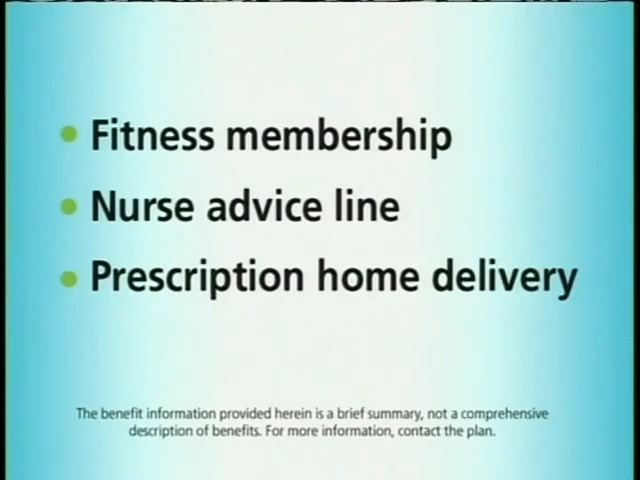 Fitness membership
Nurse advice line
Prescription home delivery
The benefit information provided herein is a brief summary, not a comprehensive
description of benefits. For more information, contact the plan.